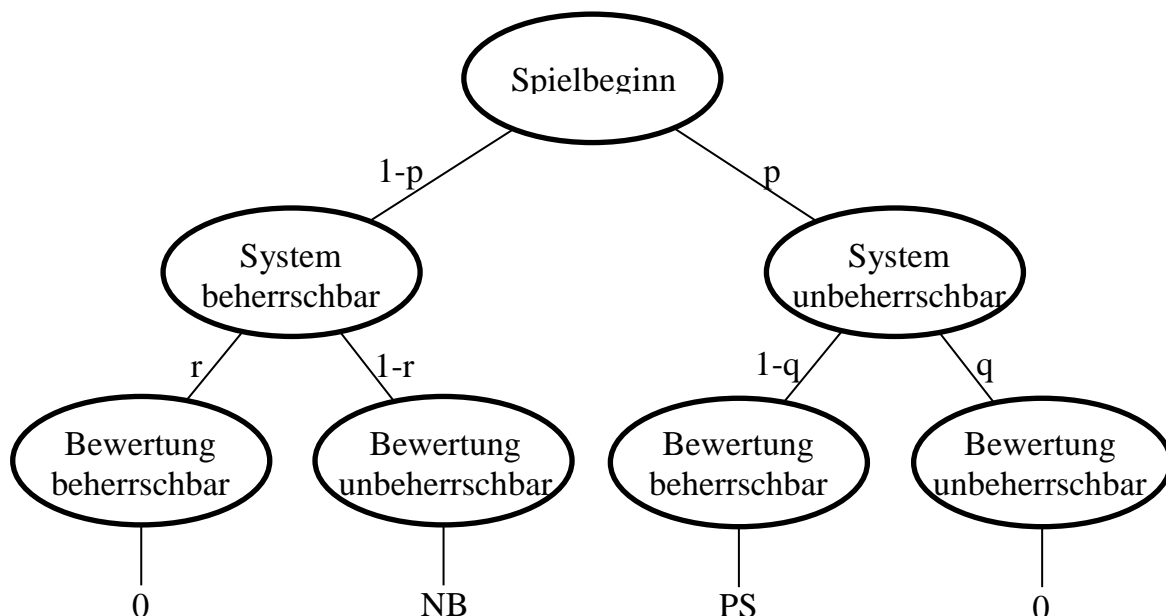 Spielbeginn
1-p
p
System
beherrschbar
System
unbeherrschbar
r
1-r
1-q
q
Bewertung
beherrschbar
Bewertung
unbeherrschbar
Bewertung
beherrschbar
Bewertung
unbeherrschbar
0
NB
PS
0